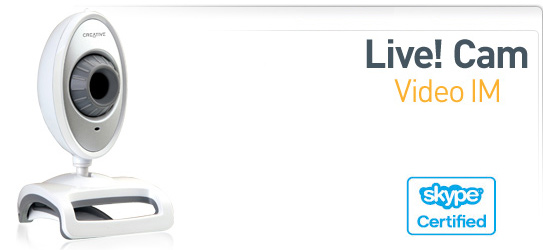 CREATIVE
Live! Cam
Video IM
skype
Certified